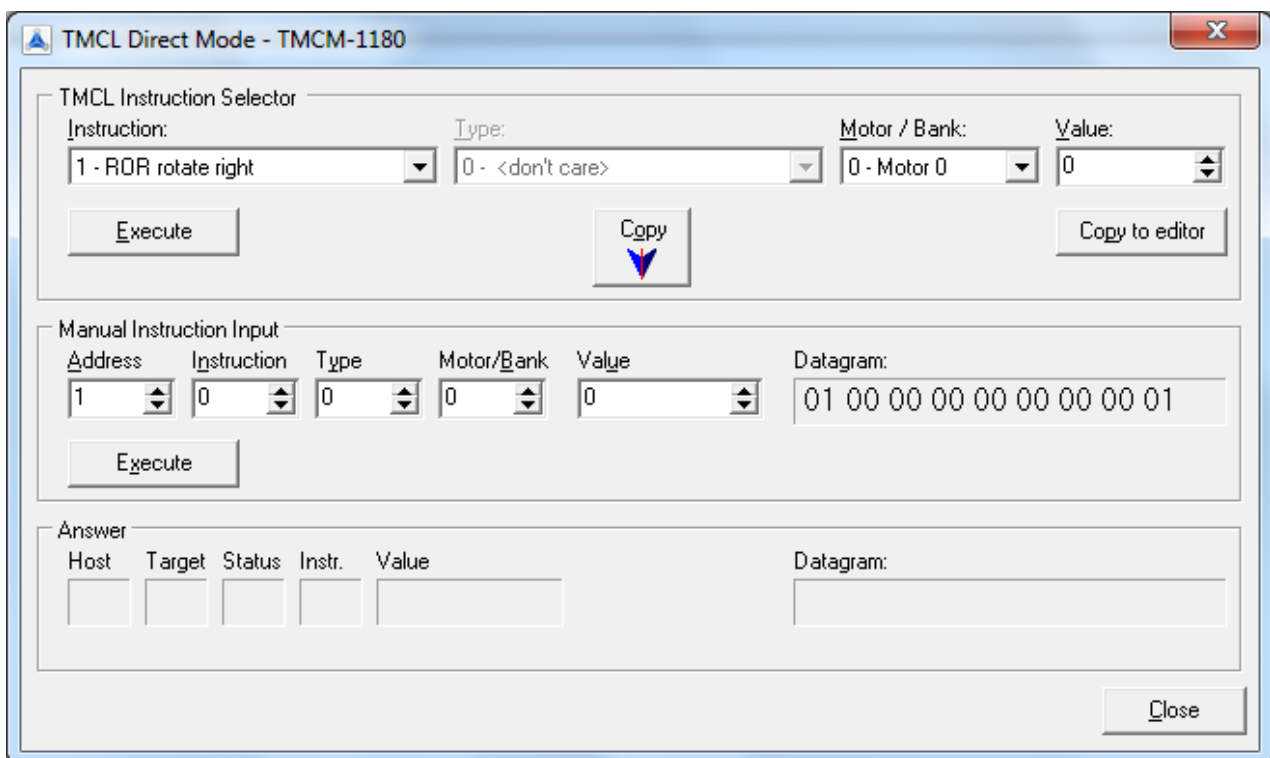 TMCL Direct Mode - TMCM-1180
TMCL Instruction Selector
Instruction: Type: Motor / Bank: Value:
1 - ROR rotate right 0 - <don't care> 0 - Motor 0 0
Execute Copy Copy to editor
Manual Instruction Input
Address Instruction Type Motor/Bank Value Datagram:
1 0 0 0 0 01 00 00 00 00 00 00 00 01
Execute
Answer
Host Target Status Instr. Value Datagram:
Close